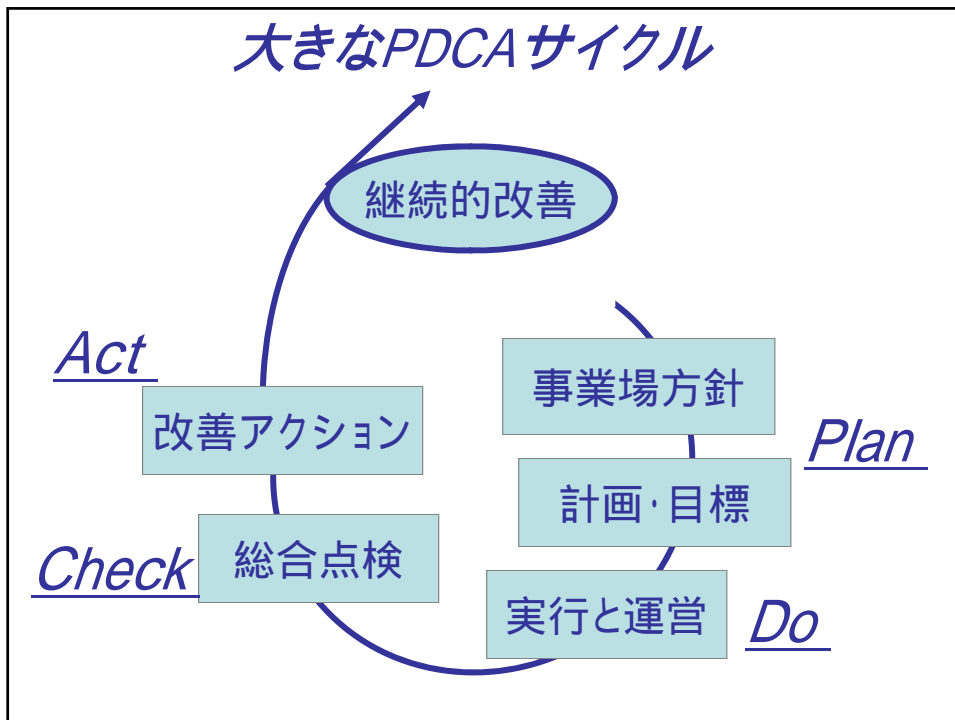 大きなPDCAサイクル
継続的改善
事業場方針
Plan
計画・目標
実行と運営
Do
総合点検
Check
改善アクション
Act